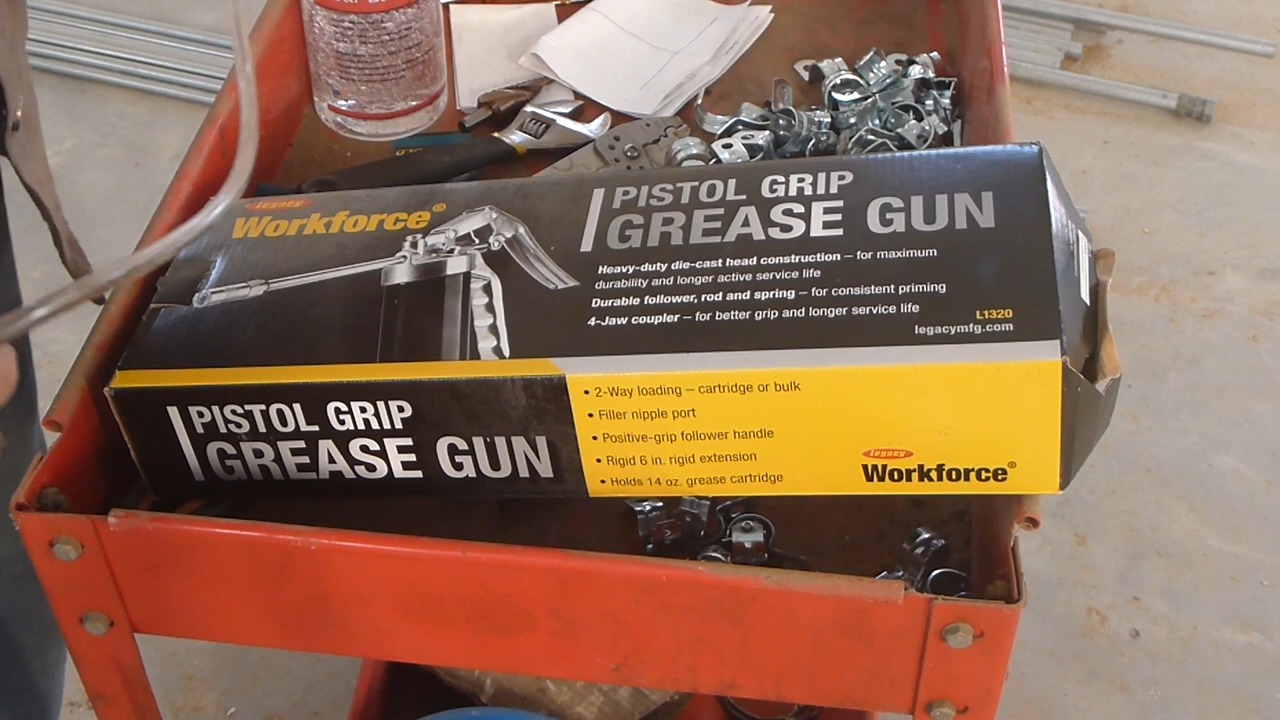 legacy
Workforce®
PISTOL GRIP
GREASE GUN
Heavy-duty die-cast head construction – for maximum
durability and longer active service life
Durable follower, rod and spring – for consistent priming
4-Jaw coupler – for better grip and longer service life
L1320
legacymfg.com
PISTOL GRIP
GREASE GUN
• 2-Way loading – cartridge or bulk
• Filler nipple port
• Positive-grip follower handle
• Rigid 6 in. rigid extension
• Holds 14 oz. grease cartridge
legacy
Workforce®